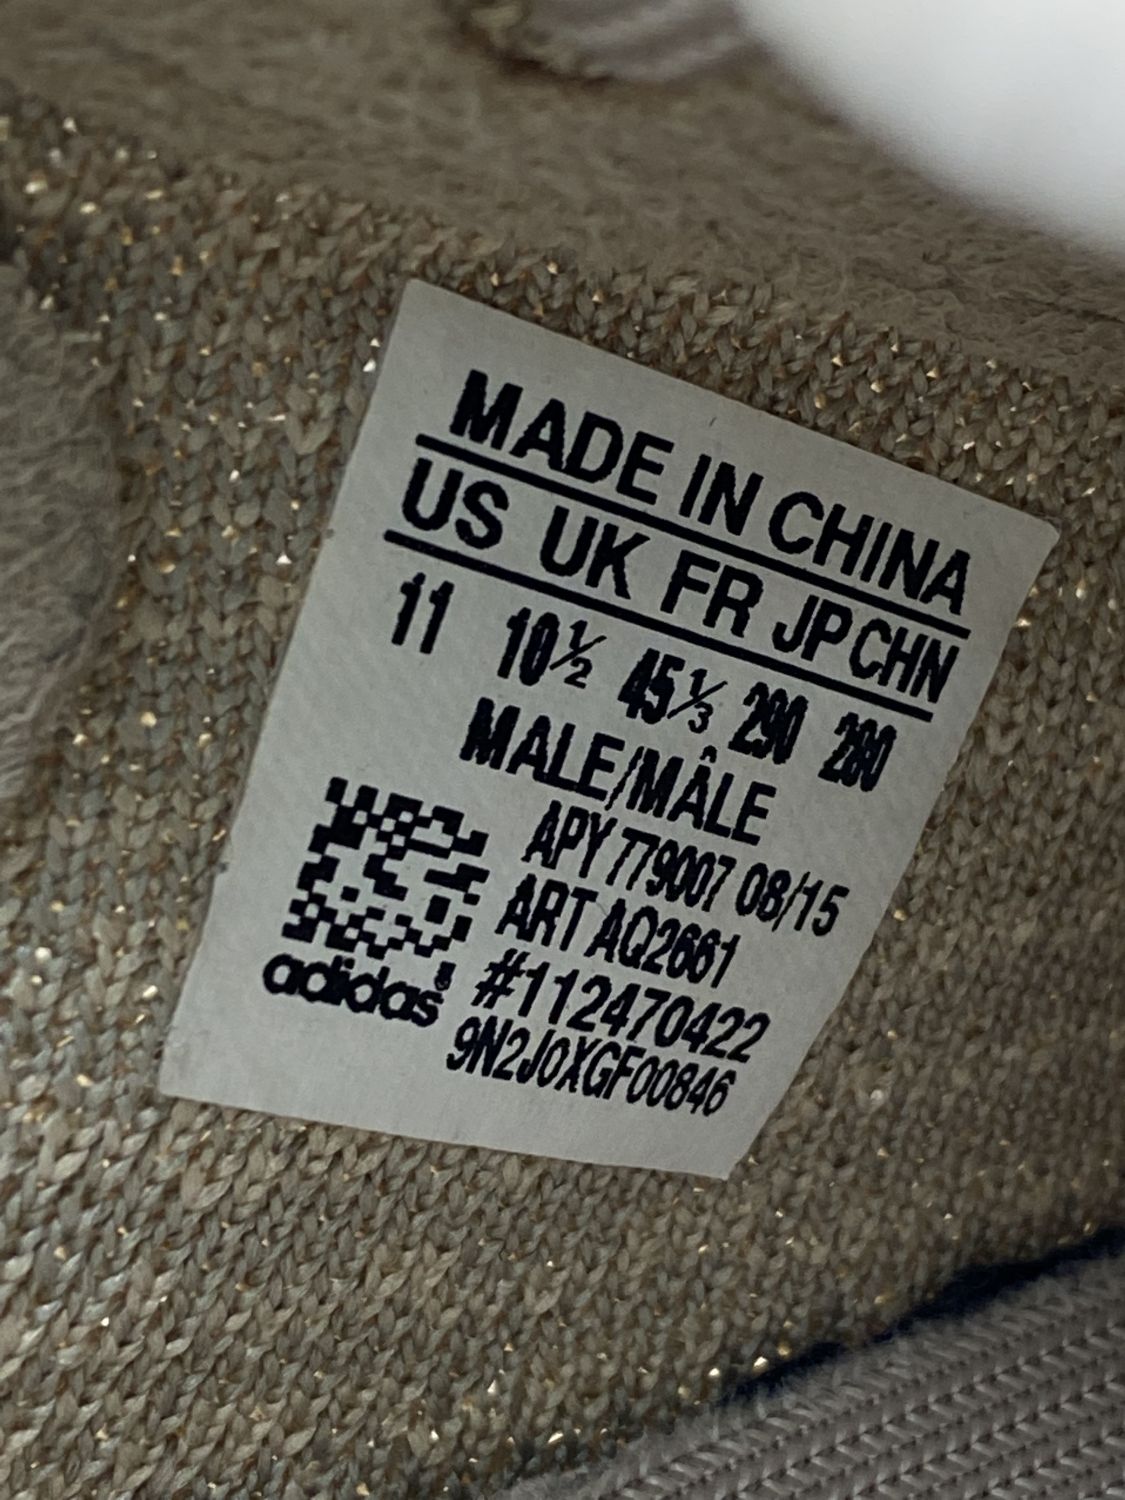 MADE IN CHINA
US UK FR JP CHN
11 10½ 45⅓ 290 280
MALE/MÂLE
APY 779007 08/15
ART AQ2661
#112470422
9N2J0XGF00846
adidas®